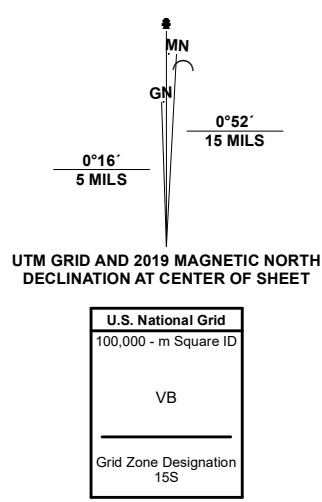 MN
GN
0°52´
15 MILS
0°16´
5 MILS
UTM GRID AND 2019 MAGNETIC NORTH
DECLINATION AT CENTER OF SHEET
U.S. National Grid
100,000 - m Square ID
VB
Grid Zone Designation
15S